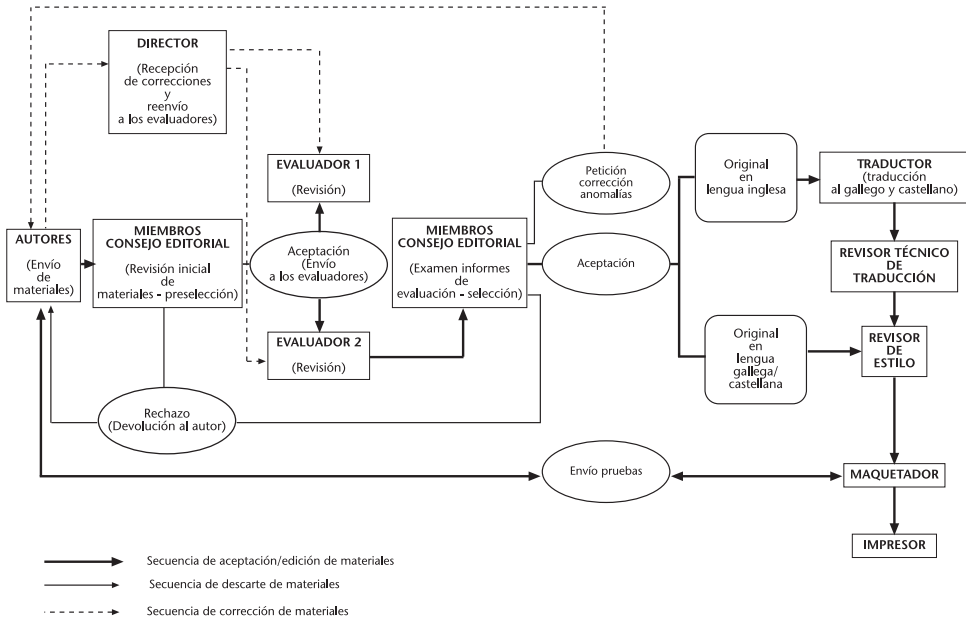 DIRECTOR
(Recepción
de correcciones
y
reenvío
a los evaluadores)
EVALUADOR 1
(Revisión)
AUTORES
(Envío
de
materiales)
MIEMBROS
CONSEJO EDITORIAL
(Revisión inicial
de
materiales - preselección)
Aceptación
(Envío
a los evaluadores)
EVALUADOR 2
(Revisión)
Rechazo
(Devolución al autor)
MIEMBROS
CONSEJO EDITORIAL
(Examen informes
de
evaluación - selección)
Petición
corrección
anomalías
Aceptación
Original
en
lengua inglesa
Original
en
lengua
gallega/
castellana
TRADUCTOR
(traducción
al gallego y castellano)
REVISOR TÉCNICO
DE
TRADUCCIÓN
REVISOR
DE
ESTILO
Envío pruebas
MAQUETADOR
IMPRESOR
Secuencia de aceptación/edición de materiales
Secuencia de descarte de materiales
Secuencia de corrección de materiales